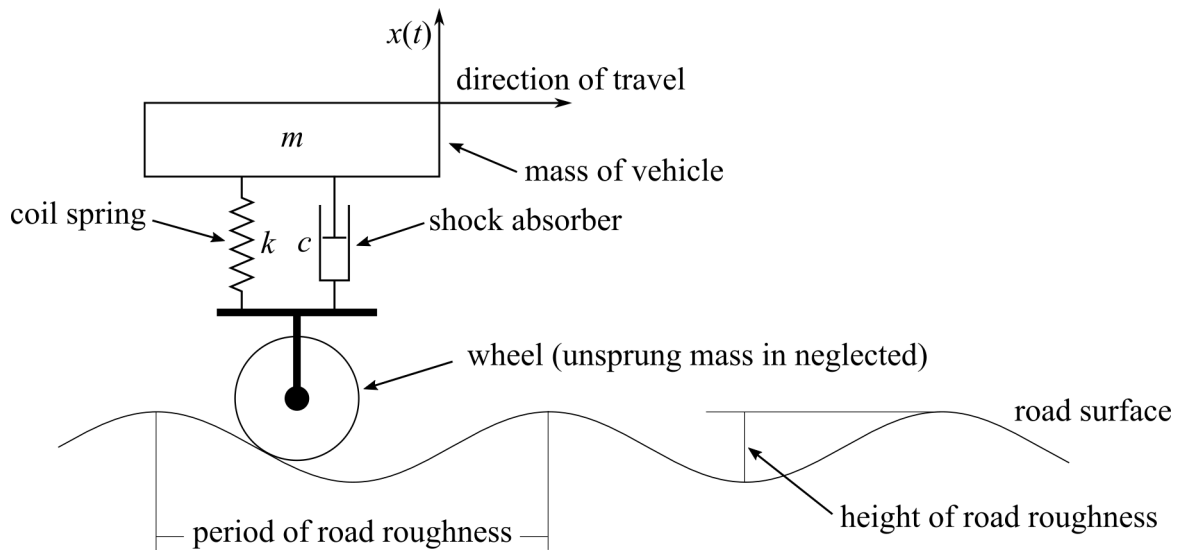 x(t)
direction of travel
m
mass of vehicle
coil spring
shock absorber
k
c
wheel (unsprung mass in neglected)
road surface
period of road roughness
height of road roughness